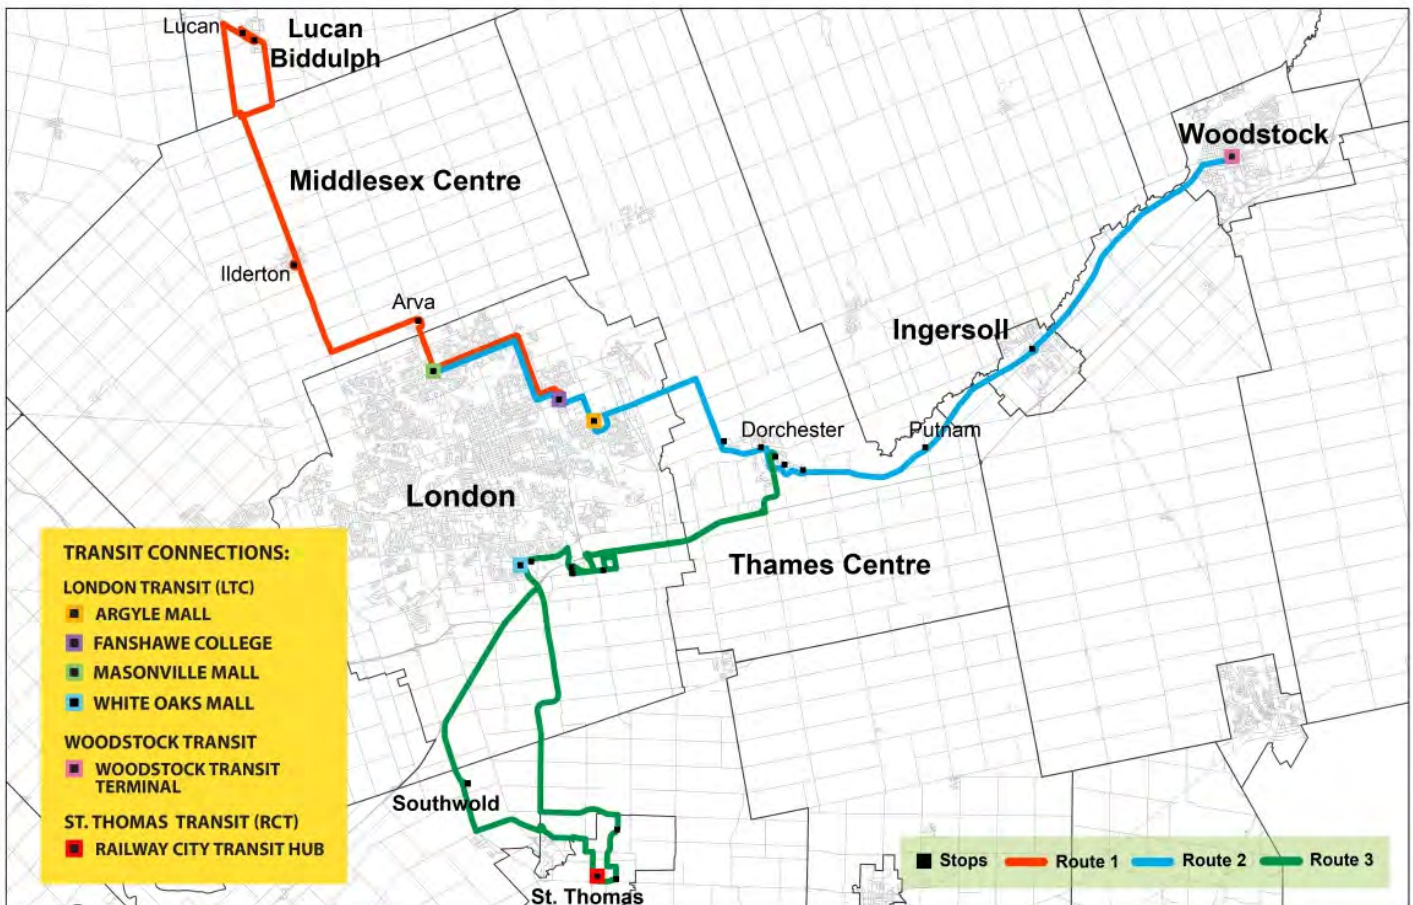 Lucan
Lucan
Biddulph
Woodstock
Middlesex Centre
Ilderton
Arva
Ingersoll
Dorchester
Putnam
London
Thames Centre
TRANSIT CONNECTIONS:
LONDON TRANSIT (LTC)
ARGYLE MALL
FANSHAWE COLLEGE
MASONVILLE MALL
WHITE OAKS MALL
WOODSTOCK TRANSIT
WOODSTOCK TRANSIT
TERMINAL
ST. THOMAS TRANSIT (RCT)
RAILWAY CITY TRANSIT HUB
Southwold
St. Thomas
Stops
Route 1
Route 2
Route 3